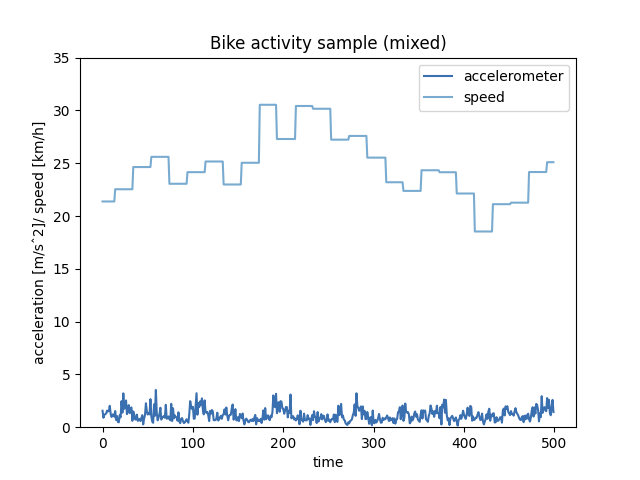 Bike activity sample (mixed)
accelerometer
speed
acceleration [m/s^2]/ speed [km/h]
35
30
25
20
15
10
5
0
0 100 200 300 400 500
time